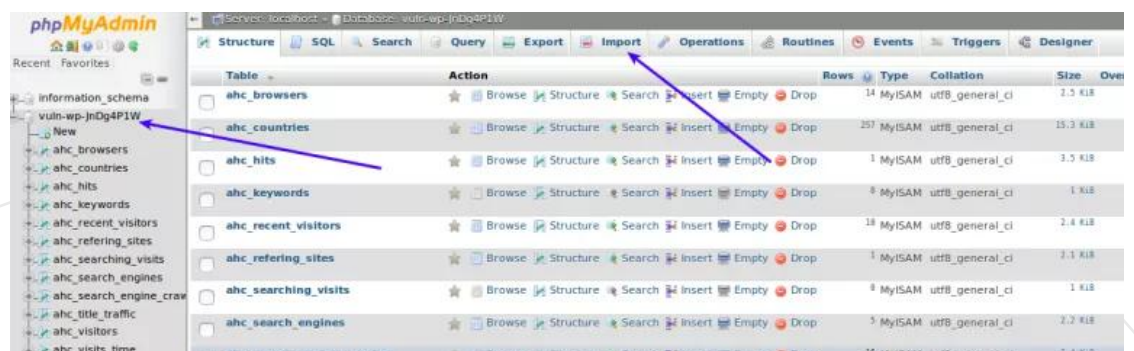 phpMyAdmin
Recent Favorites
information_schema
vuln-wp-JnDg4P1W
New
ahc_browsers
ahc_countries
ahc_hits
ahc_keywords
ahc_recent_visitors
ahc_refering_sites
ahc_searching_visits
ahc_search_engines
ahc_search_engine_craw
ahc_title_traffic
ahc_visitors
ahc_visits_time
Server: localhost » Database: vuln-wp-JnDg4P1W
Structure SQL Search Query Export Import Operations Routines Events Triggers Designer
Table Action Rows Type Collation Size Over
ahc_browsers Browse Structure Search Insert Empty Drop 14 MyISAM utf8_general_ci 2.5 KiB
ahc_countries Browse Structure Search Insert Empty Drop 257 MyISAM utf8_general_ci 15.3 KiB
ahc_hits Browse Structure Search Insert Empty Drop 1 MyISAM utf8_general_ci 3.5 KiB
ahc_keywords Browse Structure Search Insert Empty Drop MyISAM utf8_general_ci 1 KiB
ahc_recent_visitors Browse Structure Search Insert Empty Drop 18 MyISAM utf8_general_ci 2.4 KiB
ahc_refering_sites Browse Structure Search Insert Empty Drop 1 MyISAM utf8_general_ci KiB
ahc_searching_visits Browse Structure Search Insert Empty Drop MyISAM utf8_general_ci 1 KiB
ahc_search_engines Browse Structure Search Insert Empty Drop 5 MyISAM utf8_general_ci 2.2 KiB